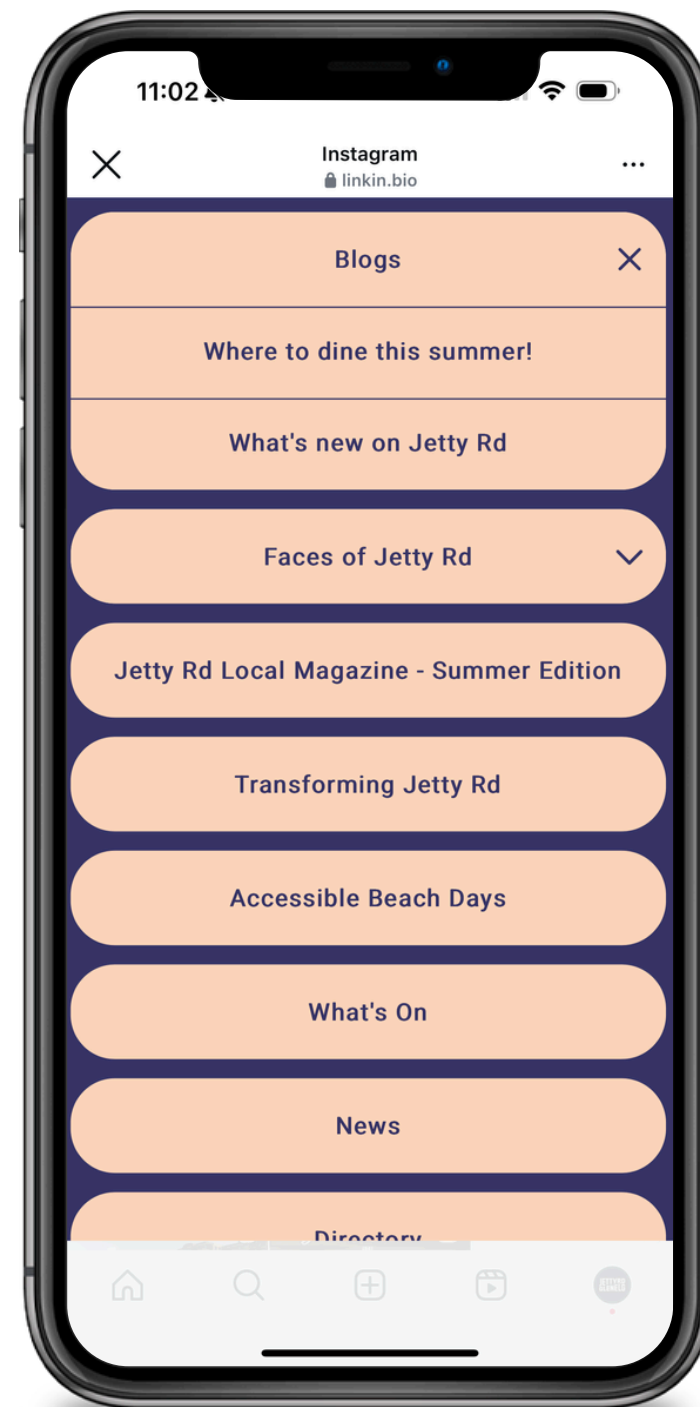 11:02
Instagram
linkin.bio
Blogs
Where to dine this summer!
What's new on Jetty Rd
Faces of Jetty Rd
Jetty Rd Local Magazine - Summer Edition
Transforming Jetty Rd
Accessible Beach Days
What's On
News
Directory